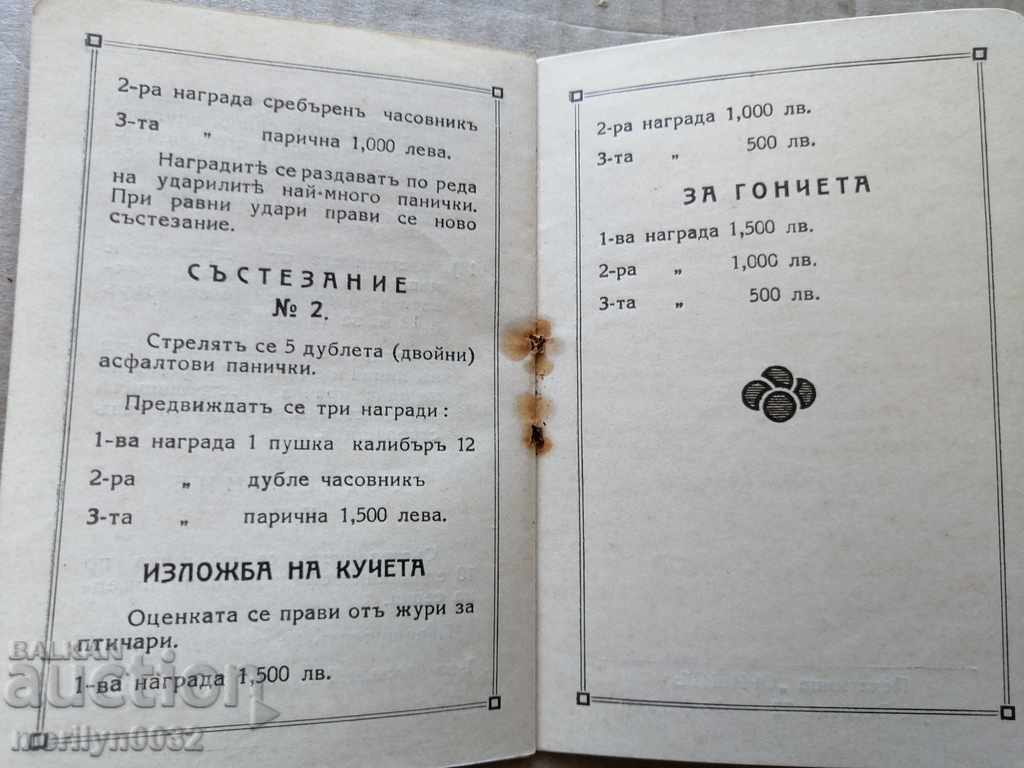 2-ра награда сребъренъ часовникъ
3-та „ парична 1,000 лева.
Наградитѣ се раздаватъ по реда
на ударилитѣ най-много панички.
При равни удари прави се ново
състезание.
СЪСТЕЗАНИЕ
№ 2.
Стрелятъ се 5 дублета (двойни)
асфалтови панички.
Предвиждатъ се три награди :
1-ва награда 1 пушка калибъръ 12
2-ра „ дубле часовникъ
3-та „ парична 1,500 лева.
ИЗЛОЖБА НА КУЧЕТА
Оценката се прави отъ жури за
птичари.
1-ва награда 1,500 лв.
2-ра награда 1,000 лв.
3-та „ 500 лв.
ЗА ГОНЧЕТА
1-ва награда 1,500 лв.
2-ра „ 1,000 лв.
3-та „ 500 лв.
BALKAN
auction
merilyn0032